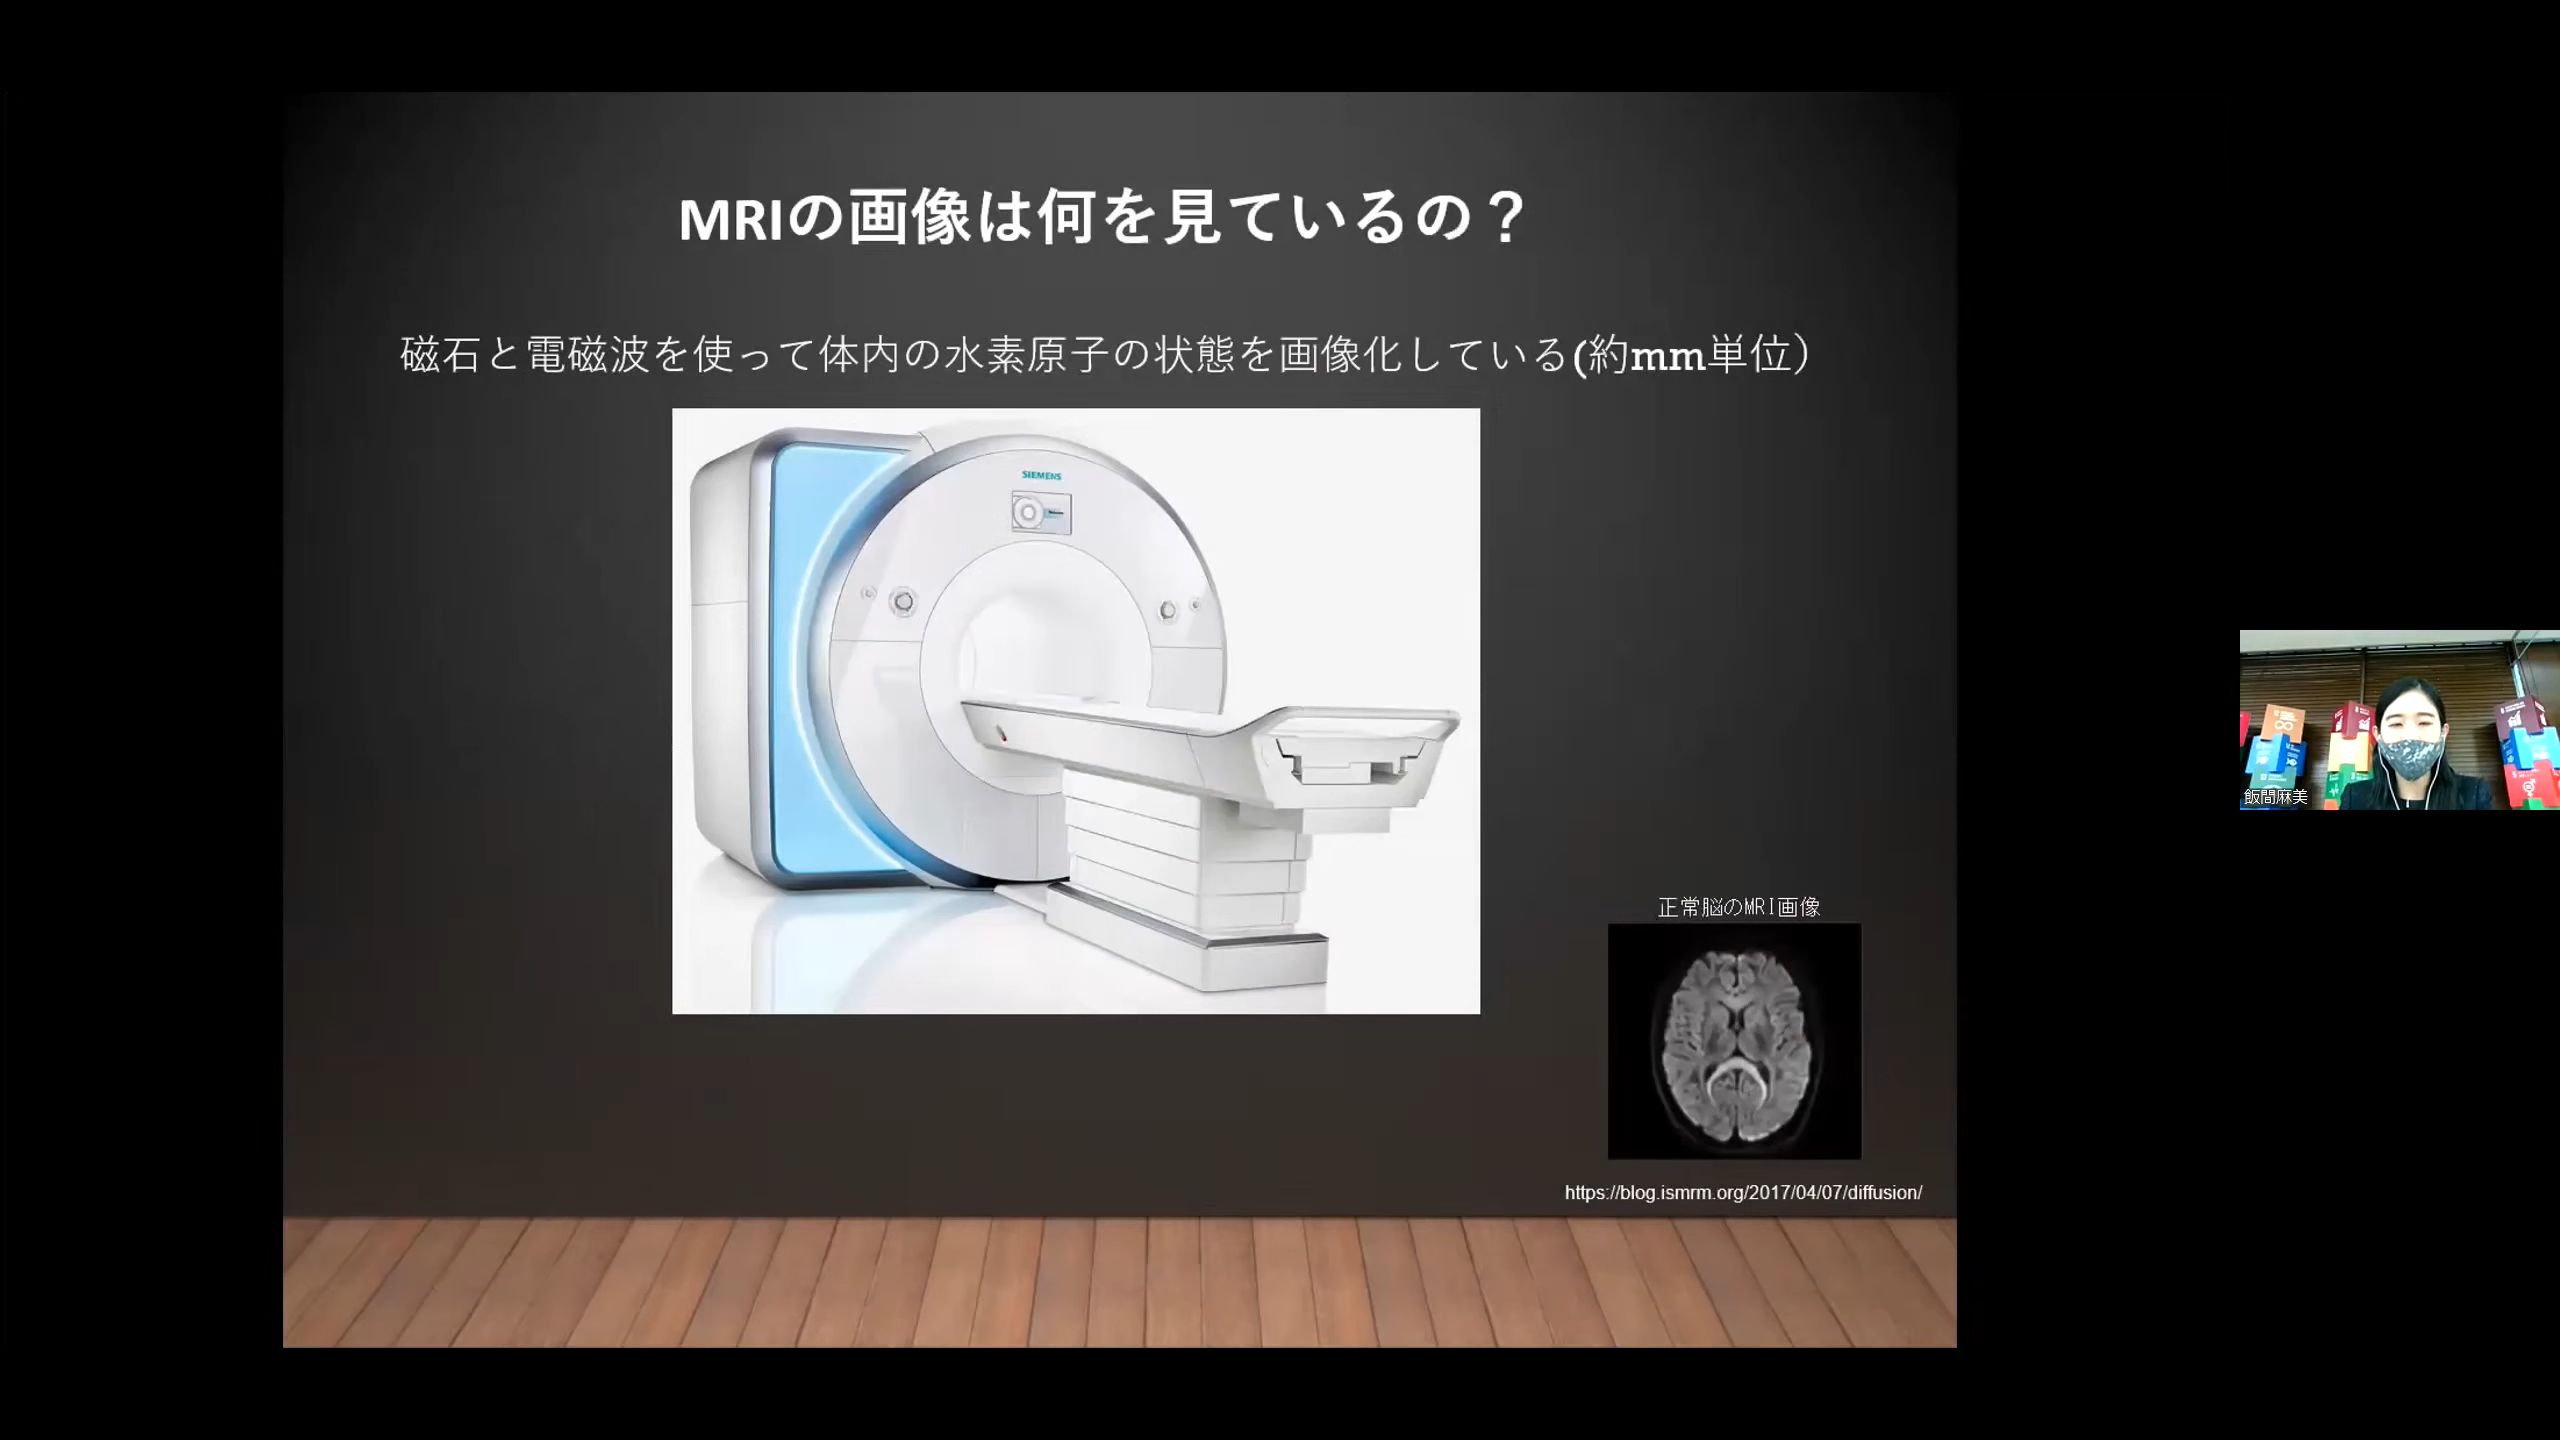 MRIの画像は何を見ているの？
磁石と電磁波を使って体内の水素原子の状態を画像化している(約mm単位）
SIEMENS
正常脳のMRI画像
https://blog.ismrm.org/2017/04/07/diffusion/
飯間麻美